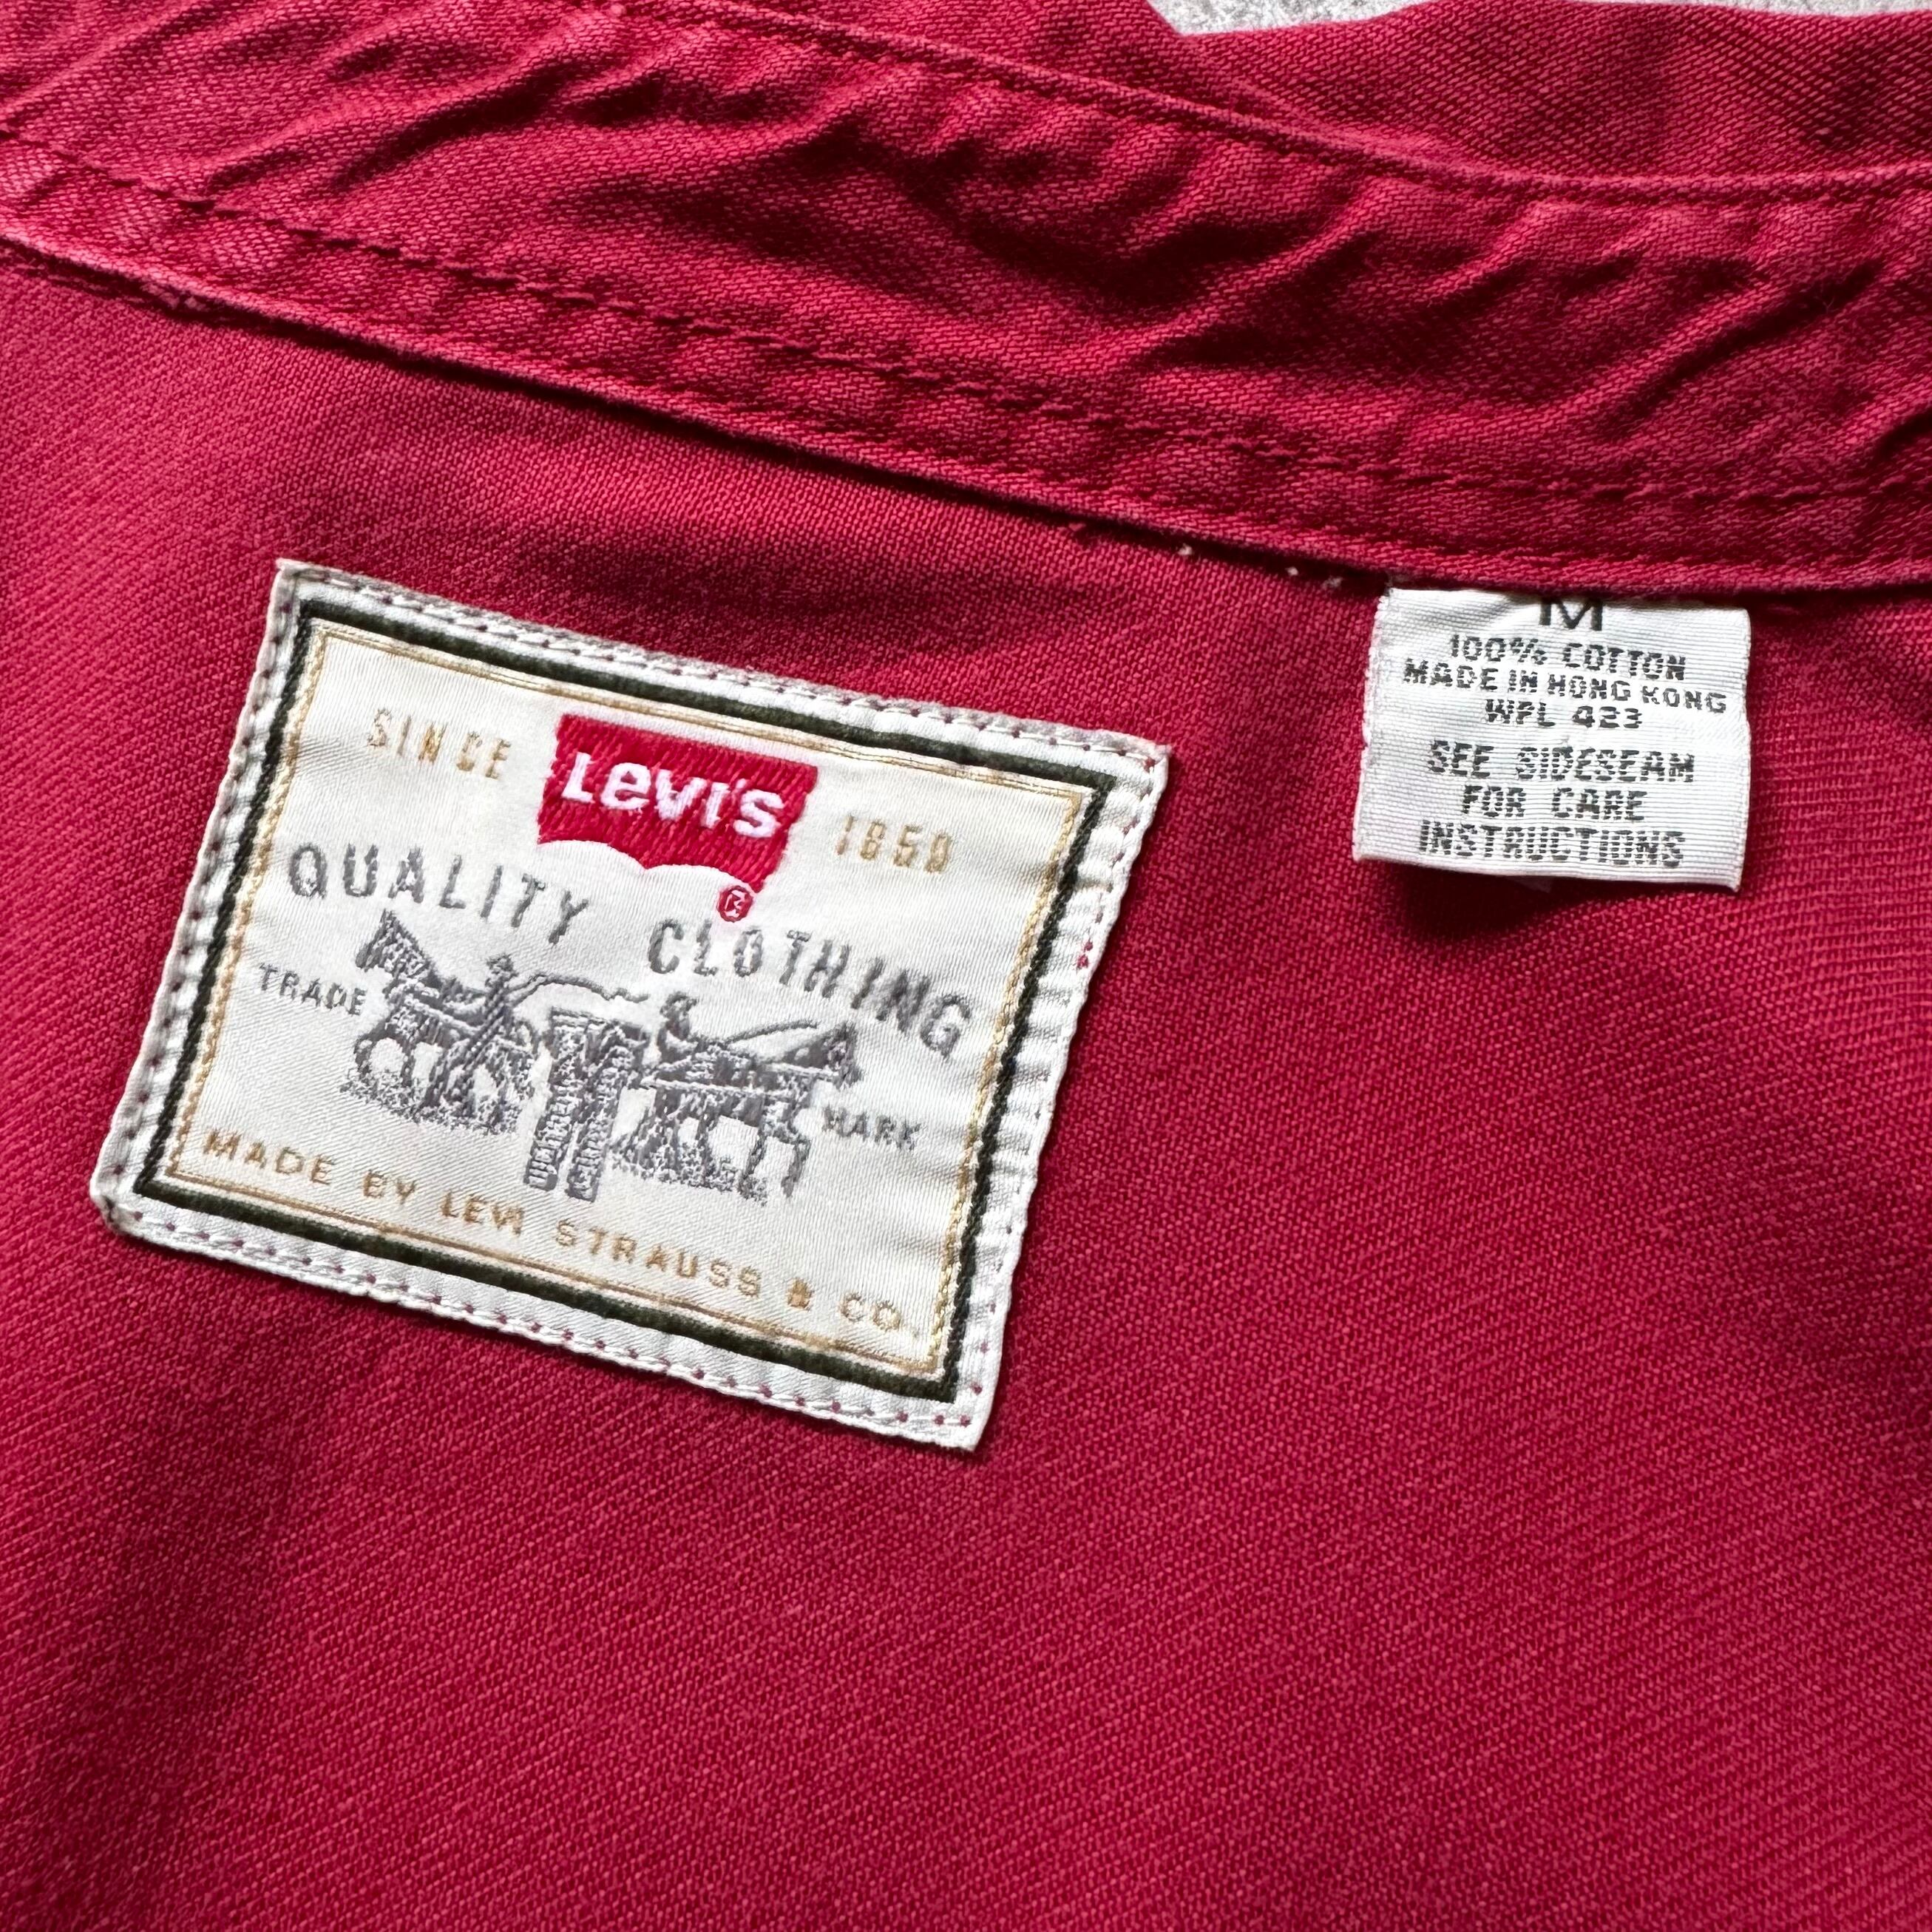 SINCE Levi's 1850
®
QUALITY CLOTHING
TRADE MARK
MADE BY LEVI STRAUSS & CO.
M
100% COTTON
MADE IN HONG KONG
WPL 423
SEE SIDESEAM
FOR CARE
INSTRUCTIONS